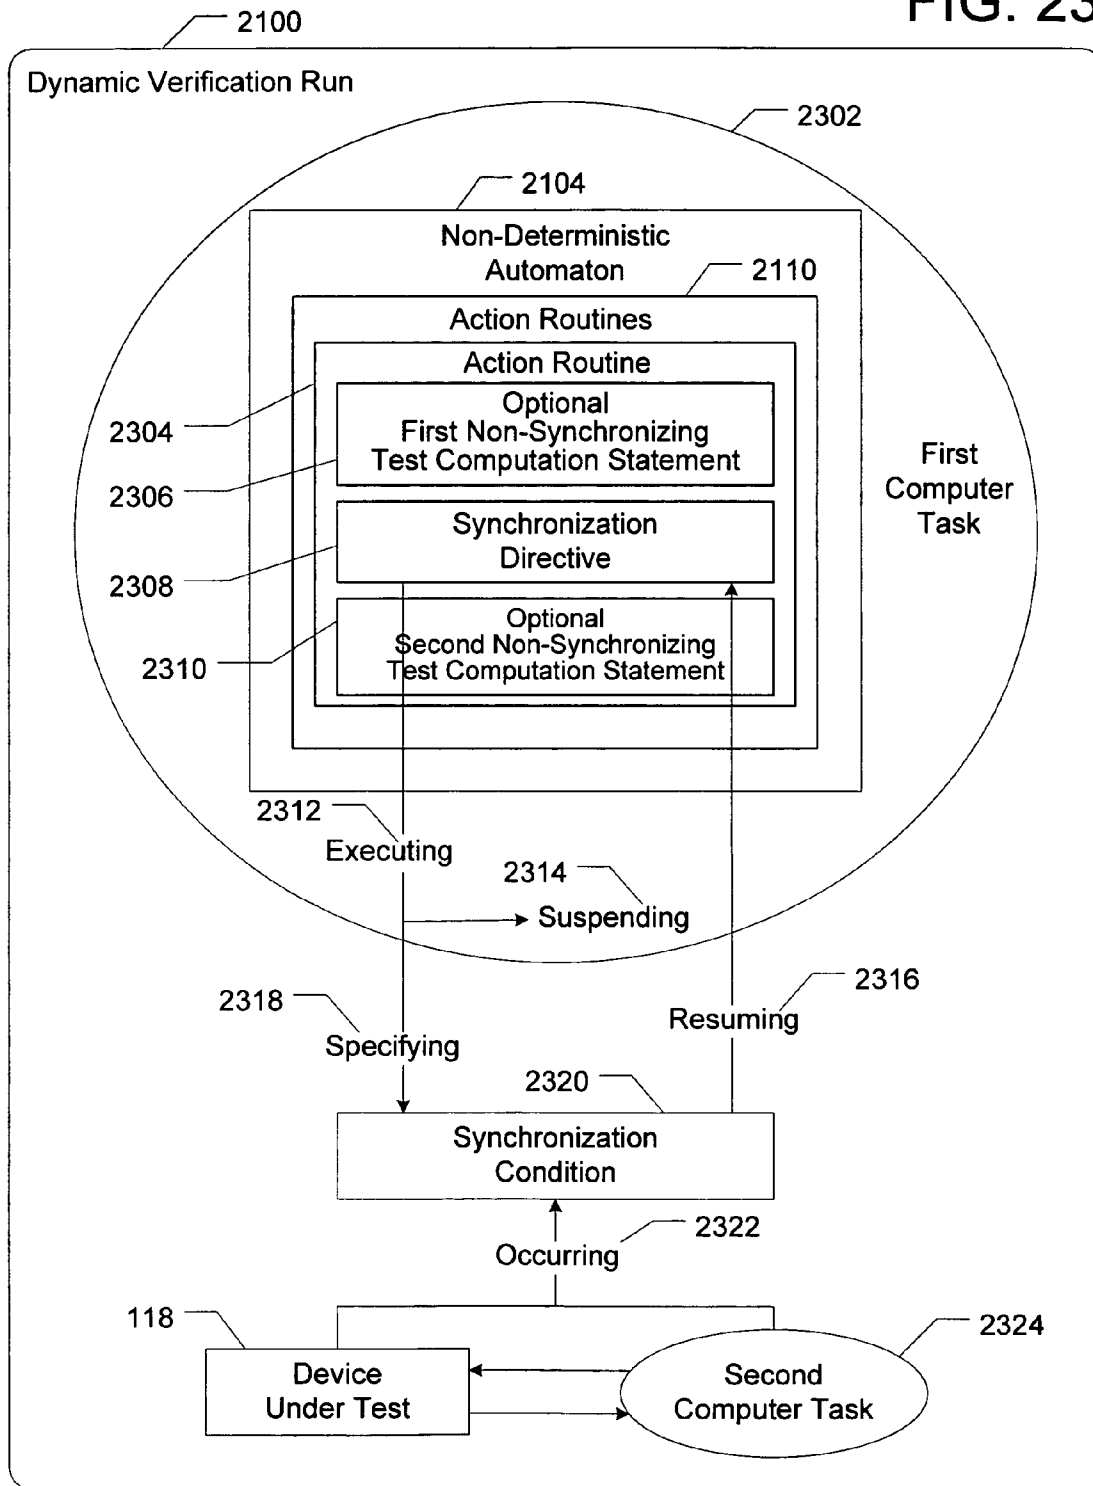 FIG. 23
2100
Dynamic Verification Run
2302
2104
Non-Deterministic
Automaton
2110
Action Routines
Action Routine
2304
Optional
First Non-Synchronizing
Test Computation Statement
2306
First
Computer
Task
Synchronization
Directive
2308
Optional
Second Non-Synchronizing
Test Computation Statement
2310
2312
Executing
2314
Suspending
2316
2318
Resuming
Specifying
2320
Synchronization
Condition
2322
Occurring
118
2324
Device
Under Test
Second
Computer Task